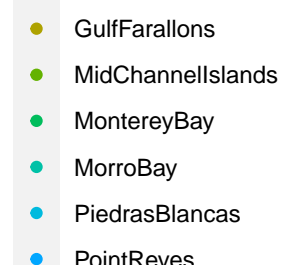 GulfFarallons
MidChannelIslands
MontereyBay
MorroBay
PiedrasBlancas
PointReyes